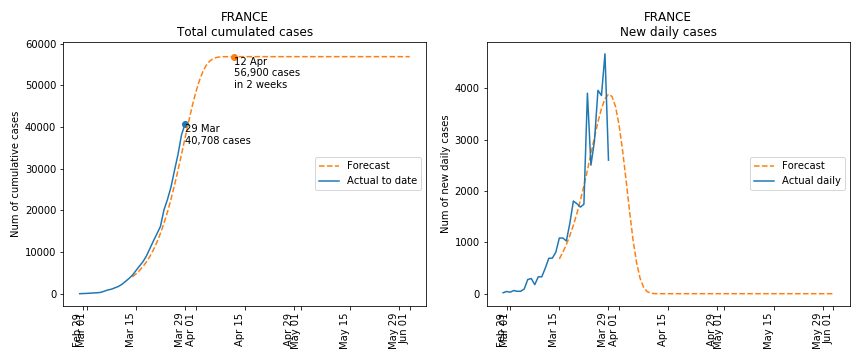 FRANCE
Total cumulated cases
Num of cumulative cases
60000
50000
40000
30000
20000
10000
0
12 Apr
56,900 cases
in 2 weeks
29 Mar
40,708 cases
Forecast
Actual to date
Feb 29
Mar 01
Mar 15
Mar 29
Apr 01
Apr 15
Apr 29
May 01
May 15
May 29
Jun 01
FRANCE
New daily cases
Num of new daily cases
4000
3000
2000
1000
0
Forecast
Actual daily
Feb 29
Mar 01
Mar 15
Mar 29
Apr 01
Apr 15
Apr 29
May 01
May 15
May 29
Jun 01